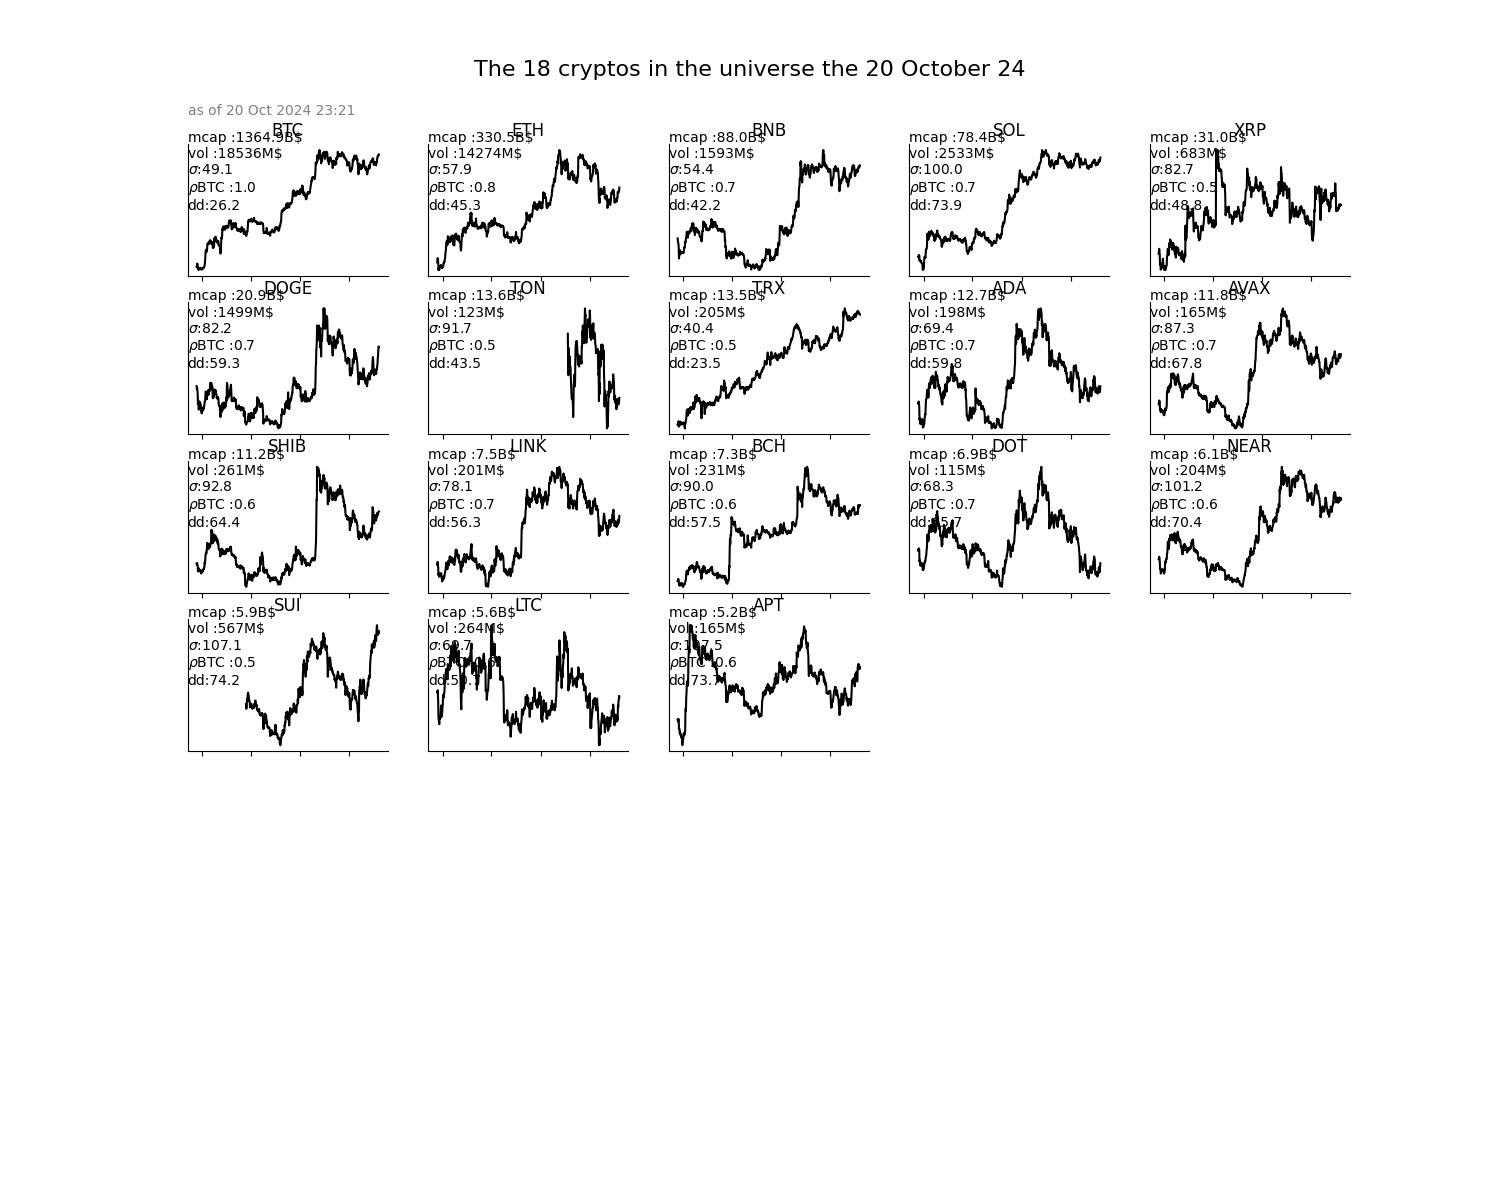 The 18 cryptos in the universe the 20 October 24
as of 20 Oct 2024 23:21
BTC
mcap :1364.9B$
vol :18536M$
σ:49.1
ρBTC :1.0
dd:26.2
ETH
mcap :330.5B$
vol :14274M$
σ:57.9
ρBTC :0.8
dd:45.3
BNB
mcap :88.0B$
vol :1593M$
σ:54.4
ρBTC :0.7
dd:42.2
SOL
mcap :78.4B$
vol :2533M$
σ:100.0
ρBTC :0.7
dd:73.9
XRP
mcap :31.0B$
vol :683M$
σ:82.7
ρBTC :0.5
dd:48.8
DOGE
mcap :20.9B$
vol :1499M$
σ:82.2
ρBTC :0.7
dd:59.3
TON
mcap :13.6B$
vol :123M$
σ:91.7
ρBTC :0.5
dd:43.5
TRX
mcap :13.5B$
vol :205M$
σ:40.4
ρBTC :0.5
dd:23.5
ADA
mcap :12.7B$
vol :198M$
σ:69.4
ρBTC :0.7
dd:59.8
AVAX
mcap :11.8B$
vol :165M$
σ:87.3
ρBTC :0.7
dd:67.8
SHIB
mcap :11.2B$
vol :261M$
σ:92.8
ρBTC :0.6
dd:64.4
LINK
mcap :7.5B$
vol :201M$
σ:78.1
ρBTC :0.7
dd:56.3
BCH
mcap :7.3B$
vol :231M$
σ:90.0
ρBTC :0.6
dd:57.5
DOT
mcap :6.9B$
vol :115M$
σ:68.3
ρBTC :0.7
NEAR
mcap :6.1B$
vol :204M$
σ:101.2
ρBTC :0.6
dd:70.4
SUI
mcap :5.9B$
vol :567M$
σ:107.1
ρBTC :0.5
dd:74.2
LTC
mcap :5.6B$
vol :264M$
APT
mcap :5.2B$
vol :165M$
ρBTC :0.6